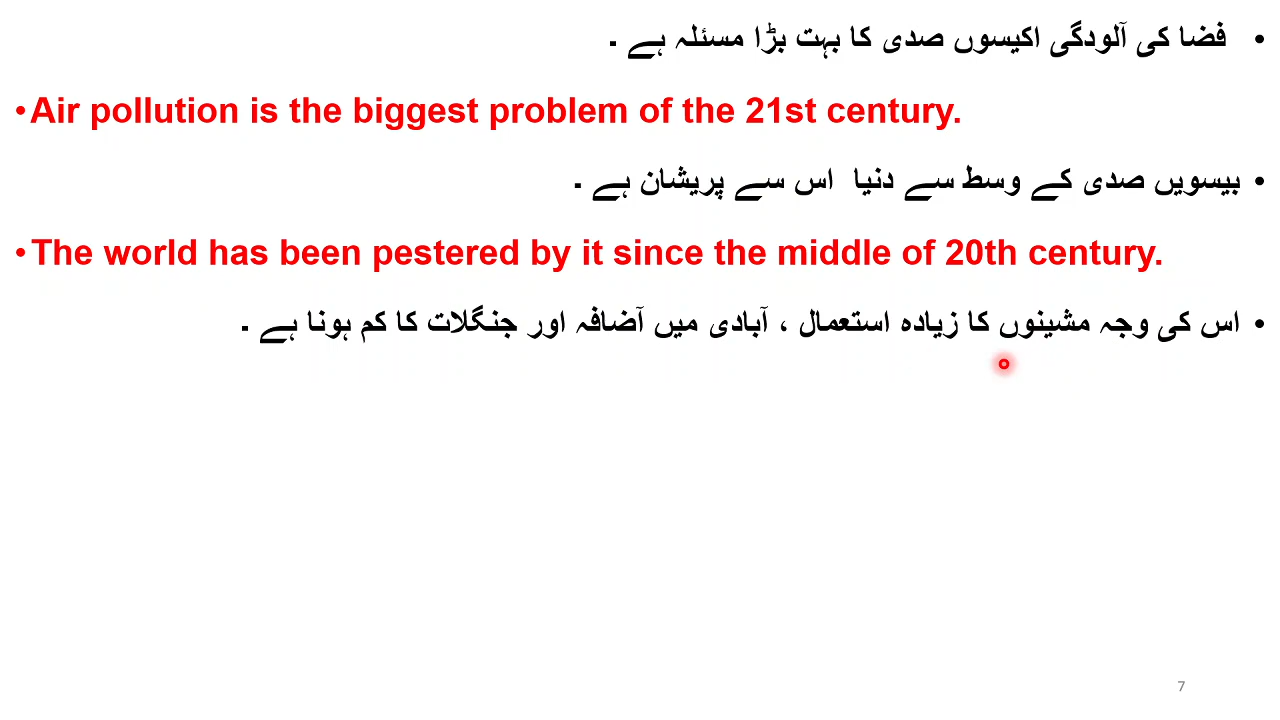 • فضا کی آلودگی اکیسوں صدی کا بہت بڑا مسئلہ ہے ۔
• Air pollution is the biggest problem of the 21st century.
• بیسویں صدی کے وسط سے دنیا اس سے پریشان ہے ۔
• The world has been pestered by it since the middle of 20th century.
• اس کی وجہ مشینوں کا زیادہ استعمال ، آبادی میں آضافہ اور جنگلات کا کم ہونا ہے ۔
7